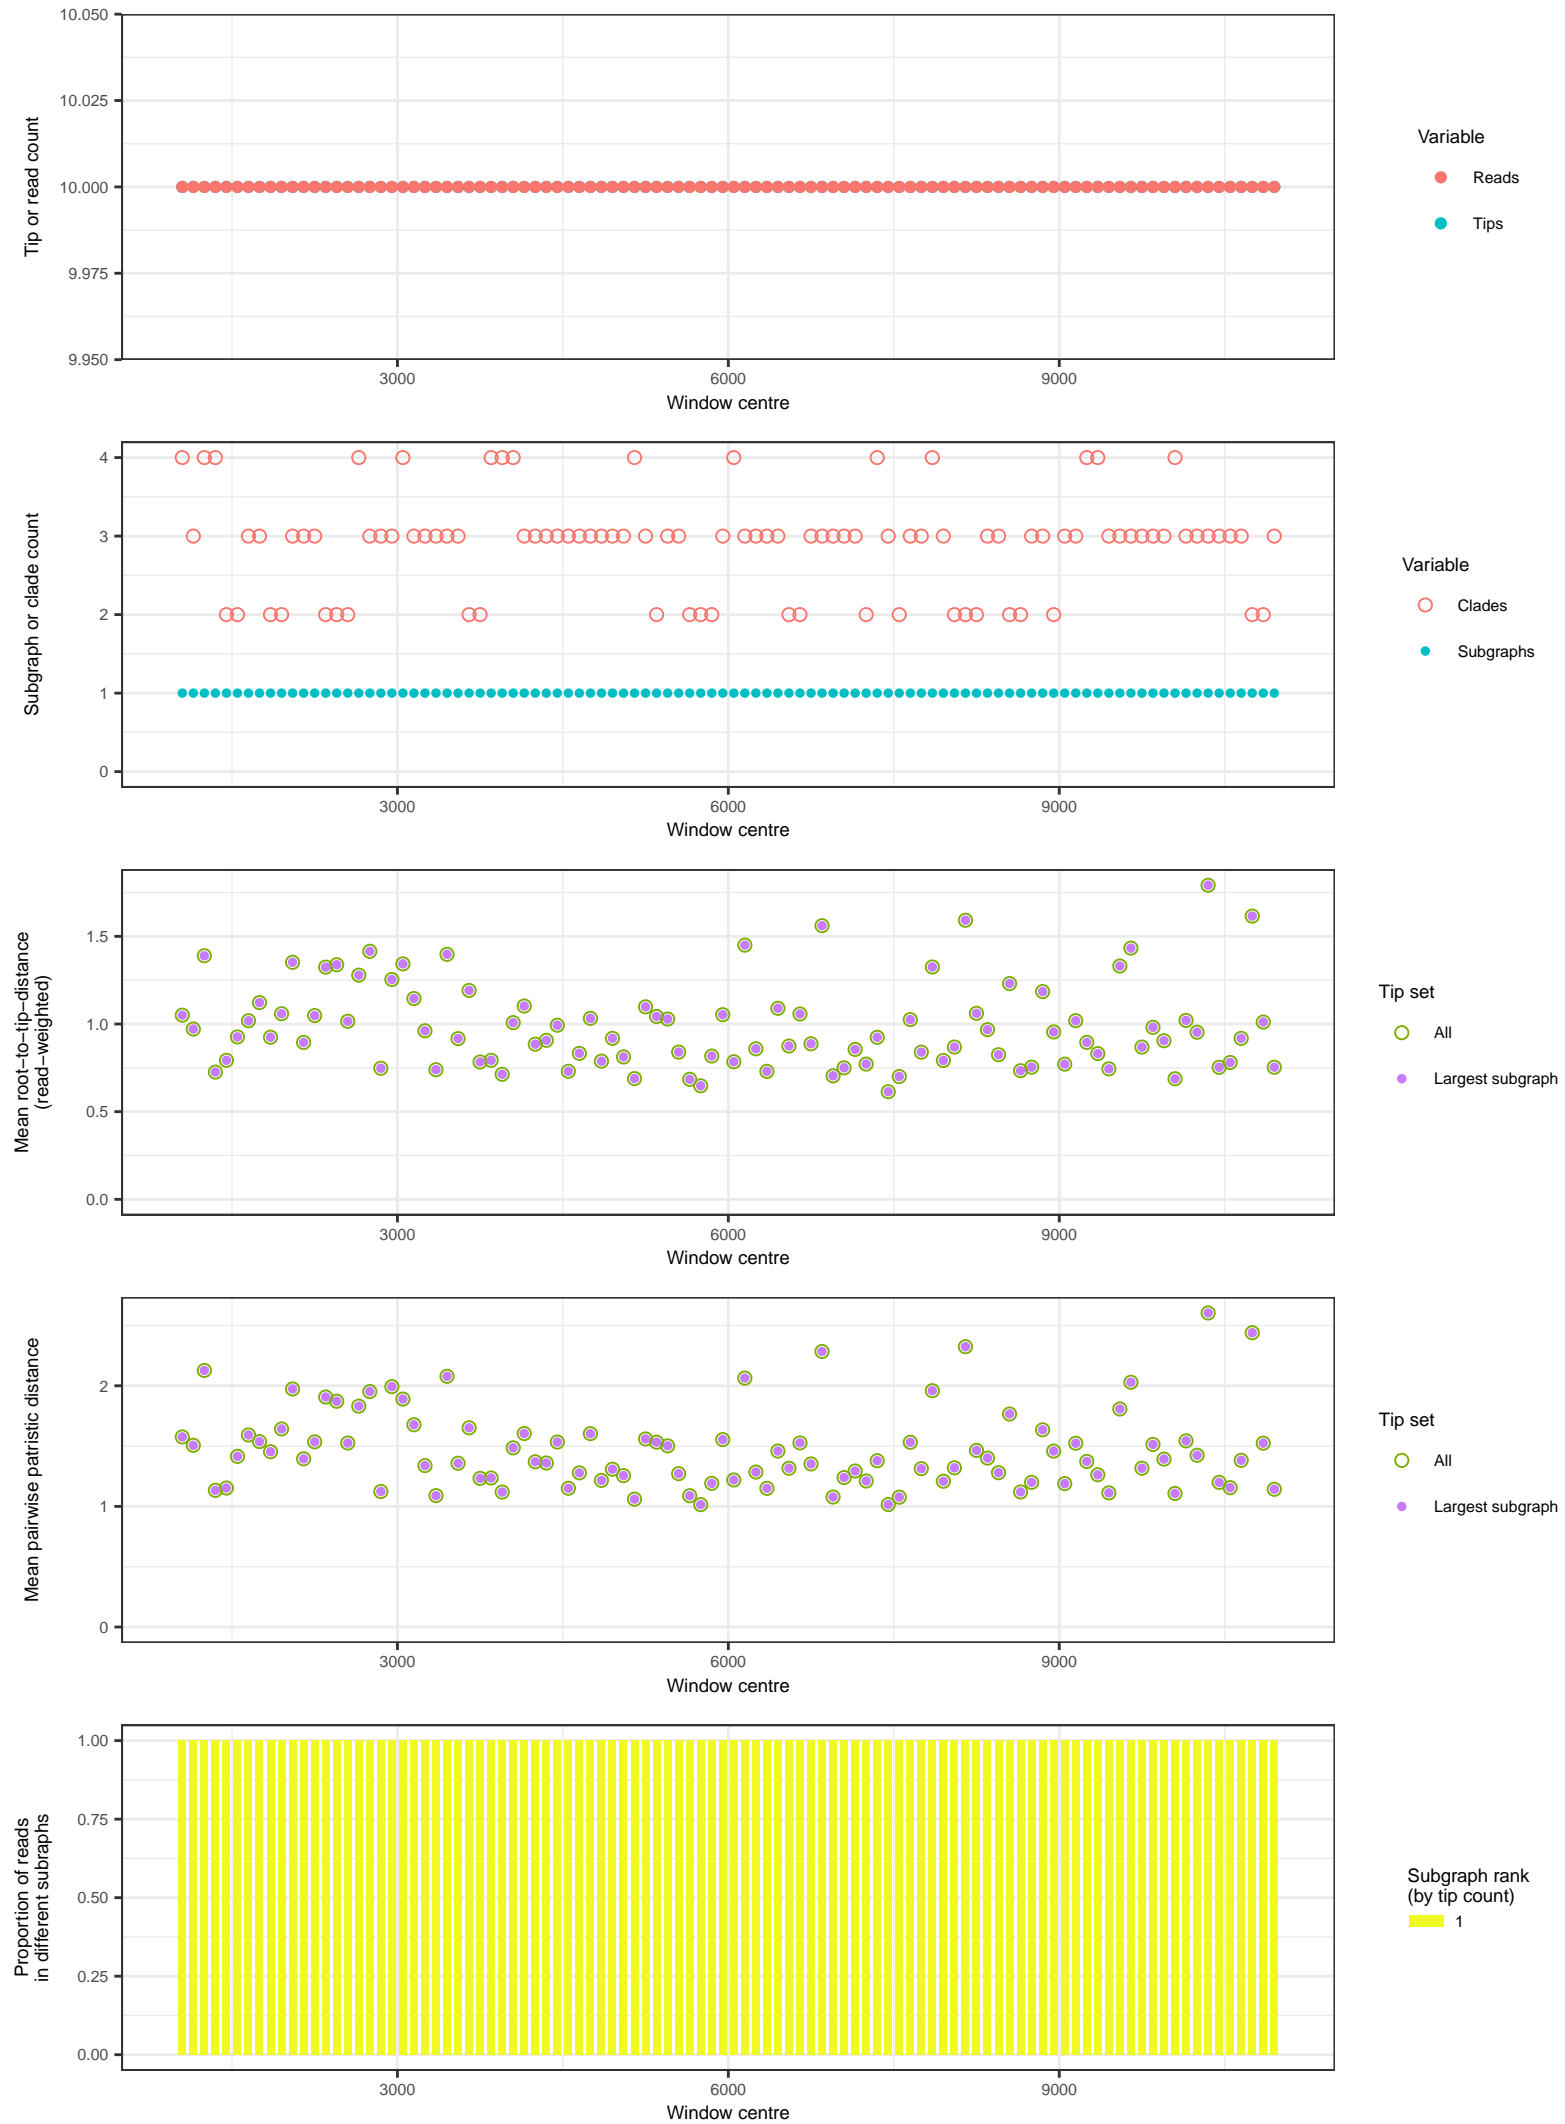 10.050
10.025
10.000
9.975
9.950
Tip or read count
3000 6000 9000
Window centre
Variable
Reads
Tips
4
3
2
1
0
Subgraph or clade count
3000 6000 9000
Window centre
Variable
Clades
Subgraphs
1.5
1.0
0.5
0.0
Mean root−to−tip−distance
(read−weighted)
3000 6000 9000
Window centre
Tip set
All
Largest subgraph
2
1
0
Mean pairwise patristic distance
3000 6000 9000
Window centre
Tip set
All
Largest subgraph
1.00
0.75
0.50
0.25
0.00
Proportion of reads
in different subraphs
3000 6000 9000
Window centre
Subgraph rank
(by tip count)
1